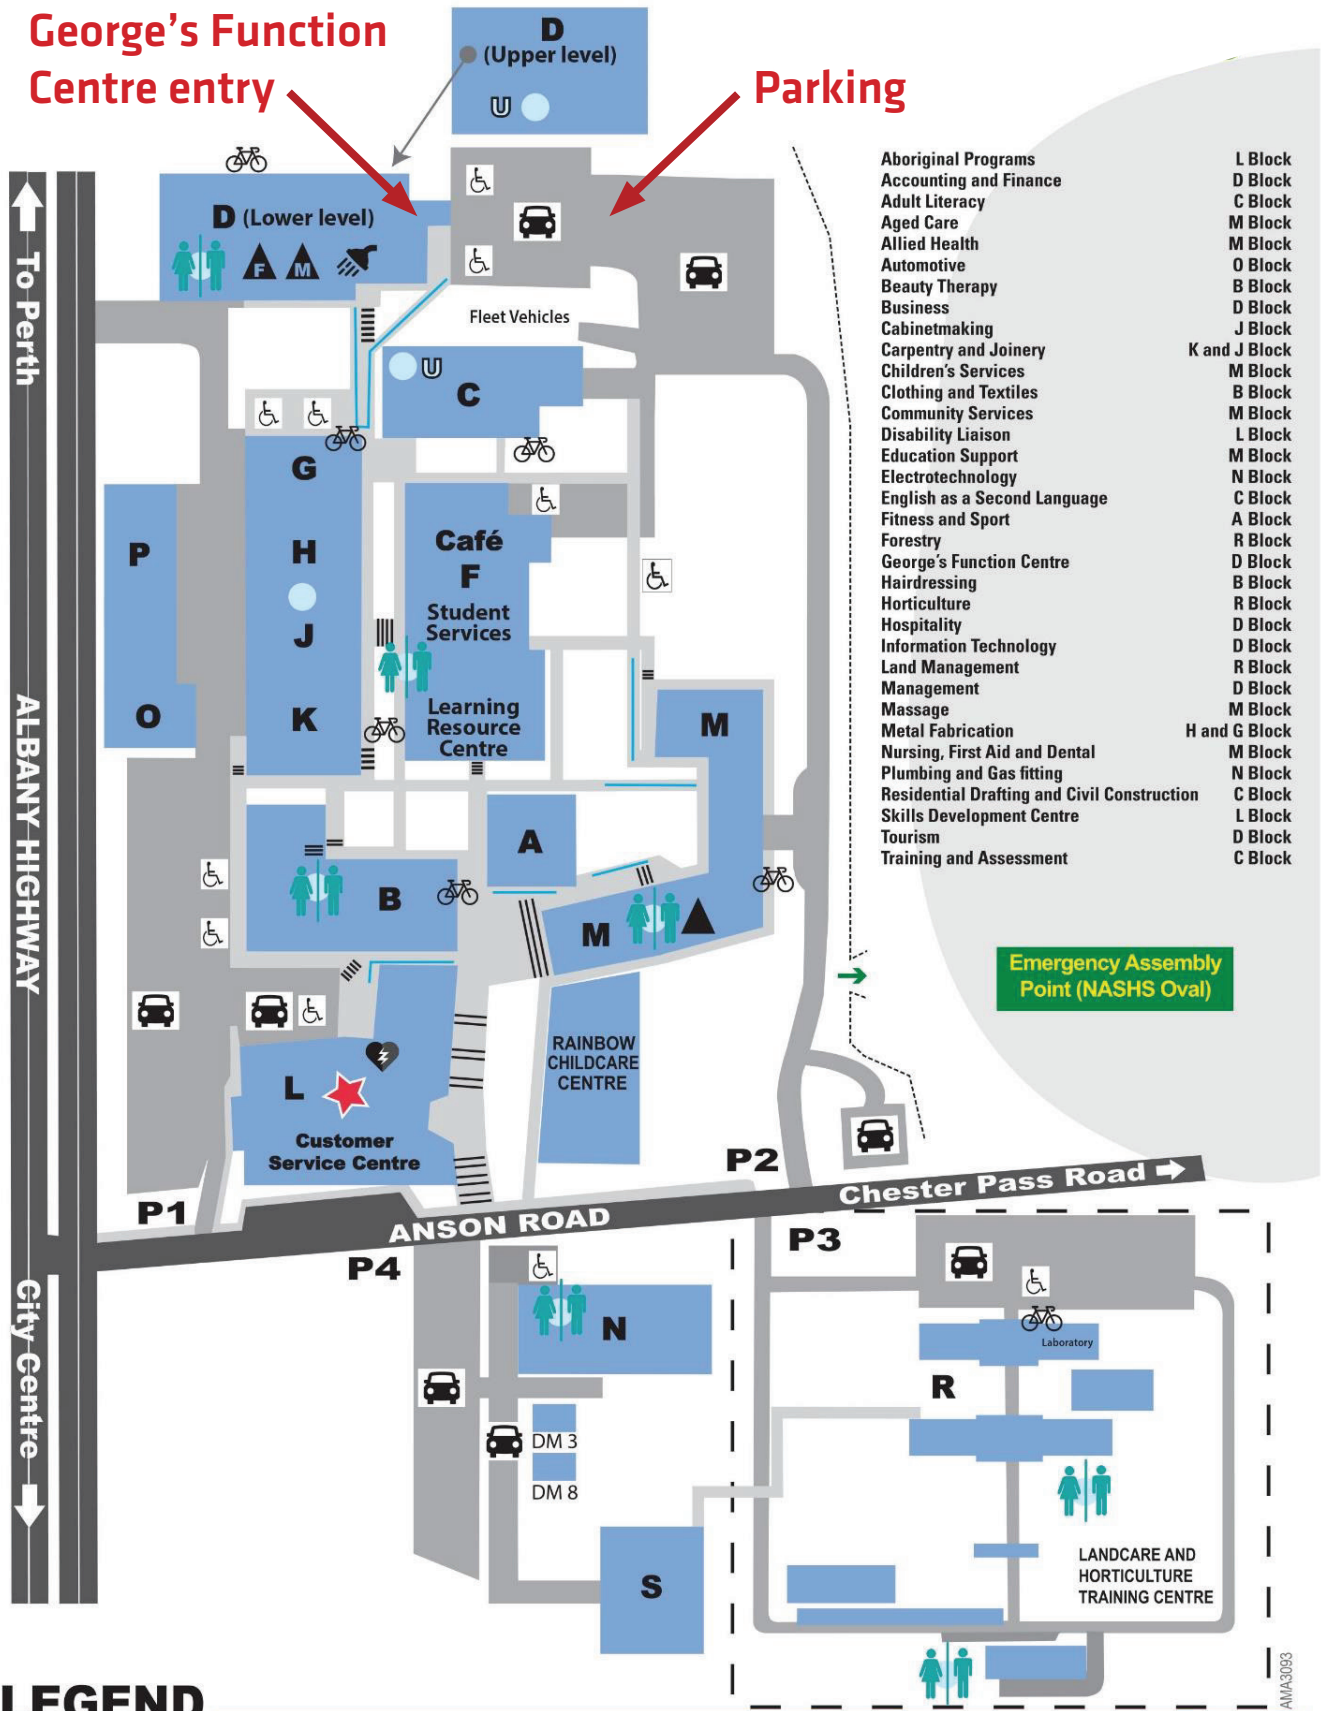 George's Function
Centre entry
Parking
D
(Upper level)
U
D (Lower level)
F
M
Fleet Vehicles
U
C
G
H
J
K
P
O
Café
F
Student
Services
Learning
Resource
Centre
M
A
B
M
RAINBOW
CHILDCARE
CENTRE
L
Customer
Service Centre
P1
P2
P3
P4
ANSON ROAD
Chester Pass Road
To Perth
ALBANY HIGHWAY
City Centre
N
DM 3
DM 8
S
R
Laboratory
LANDCARE AND
HORTICULTURE
TRAINING CENTRE
Aboriginal Programs L Block
Accounting and Finance D Block
Adult Literacy C Block
Aged Care M Block
Allied Health M Block
Automotive O Block
Beauty Therapy B Block
Business D Block
Cabinetmaking J Block
Carpentry and Joinery K and J Block
Children's Services M Block
Clothing and Textiles B Block
Community Services M Block
Disability Liaison L Block
Education Support M Block
Electrotechnology N Block
English as a Second Language C Block
Fitness and Sport A Block
Forestry R Block
George's Function Centre D Block
Hairdressing B Block
Horticulture R Block
Hospitality D Block
Information Technology D Block
Land Management R Block
Management D Block
Massage M Block
Metal Fabrication H and G Block
Nursing, First Aid and Dental M Block
Plumbing and Gas fitting N Block
Residential Drafting and Civil Construction C Block
Skills Development Centre L Block
Tourism D Block
Training and Assessment C Block
Emergency Assembly
Point (NASHS Oval)
AMA3093
LEGEND